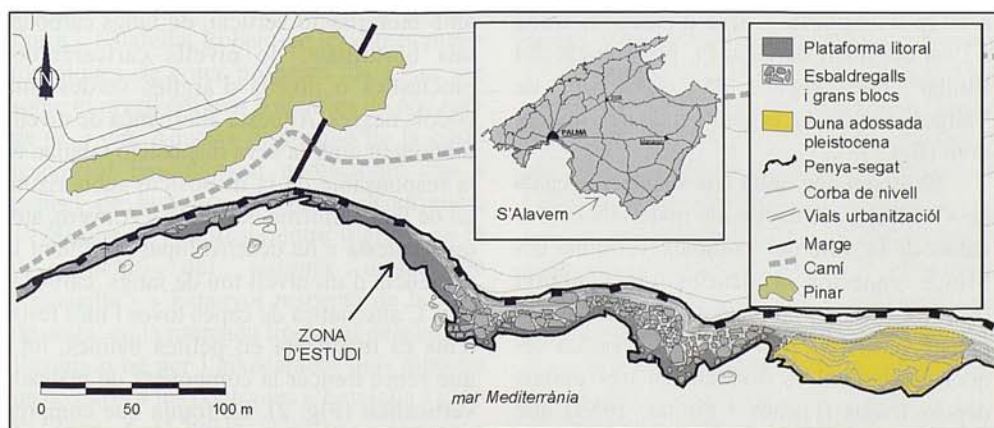 N
PALMA
S'Alavern
Plataforma litoral
Esbaldregalls
i grans blocs
Duna adossada
pleistocena
Penya-segat
Corba de nivell
Vials urbanitzacióí
Marge
Camí
Pinar
ZONA
D'ESTUDI
0 50 100 m
mar Mediterrània